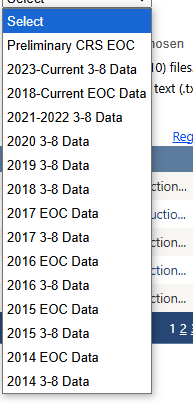 Select
Select
hosen
Preliminary CRS EOC
10) files.
2023-Current 3-8 Data
text (.tx
2018-Current EOC Data
2021-2022 3-8 Data
2020 3-8 Data
Reg
2019 3-8 Data
2018 3-8 Data
ction...
2017 EOC Data
uctio...
2017 3-8 Data
ction...
2016 EOC Data
ction...
2016 3-8 Data
ction...
2015 EOC Data
1 2 3
2015 3-8 Data
2014 EOC Data
2014 3-8 Data